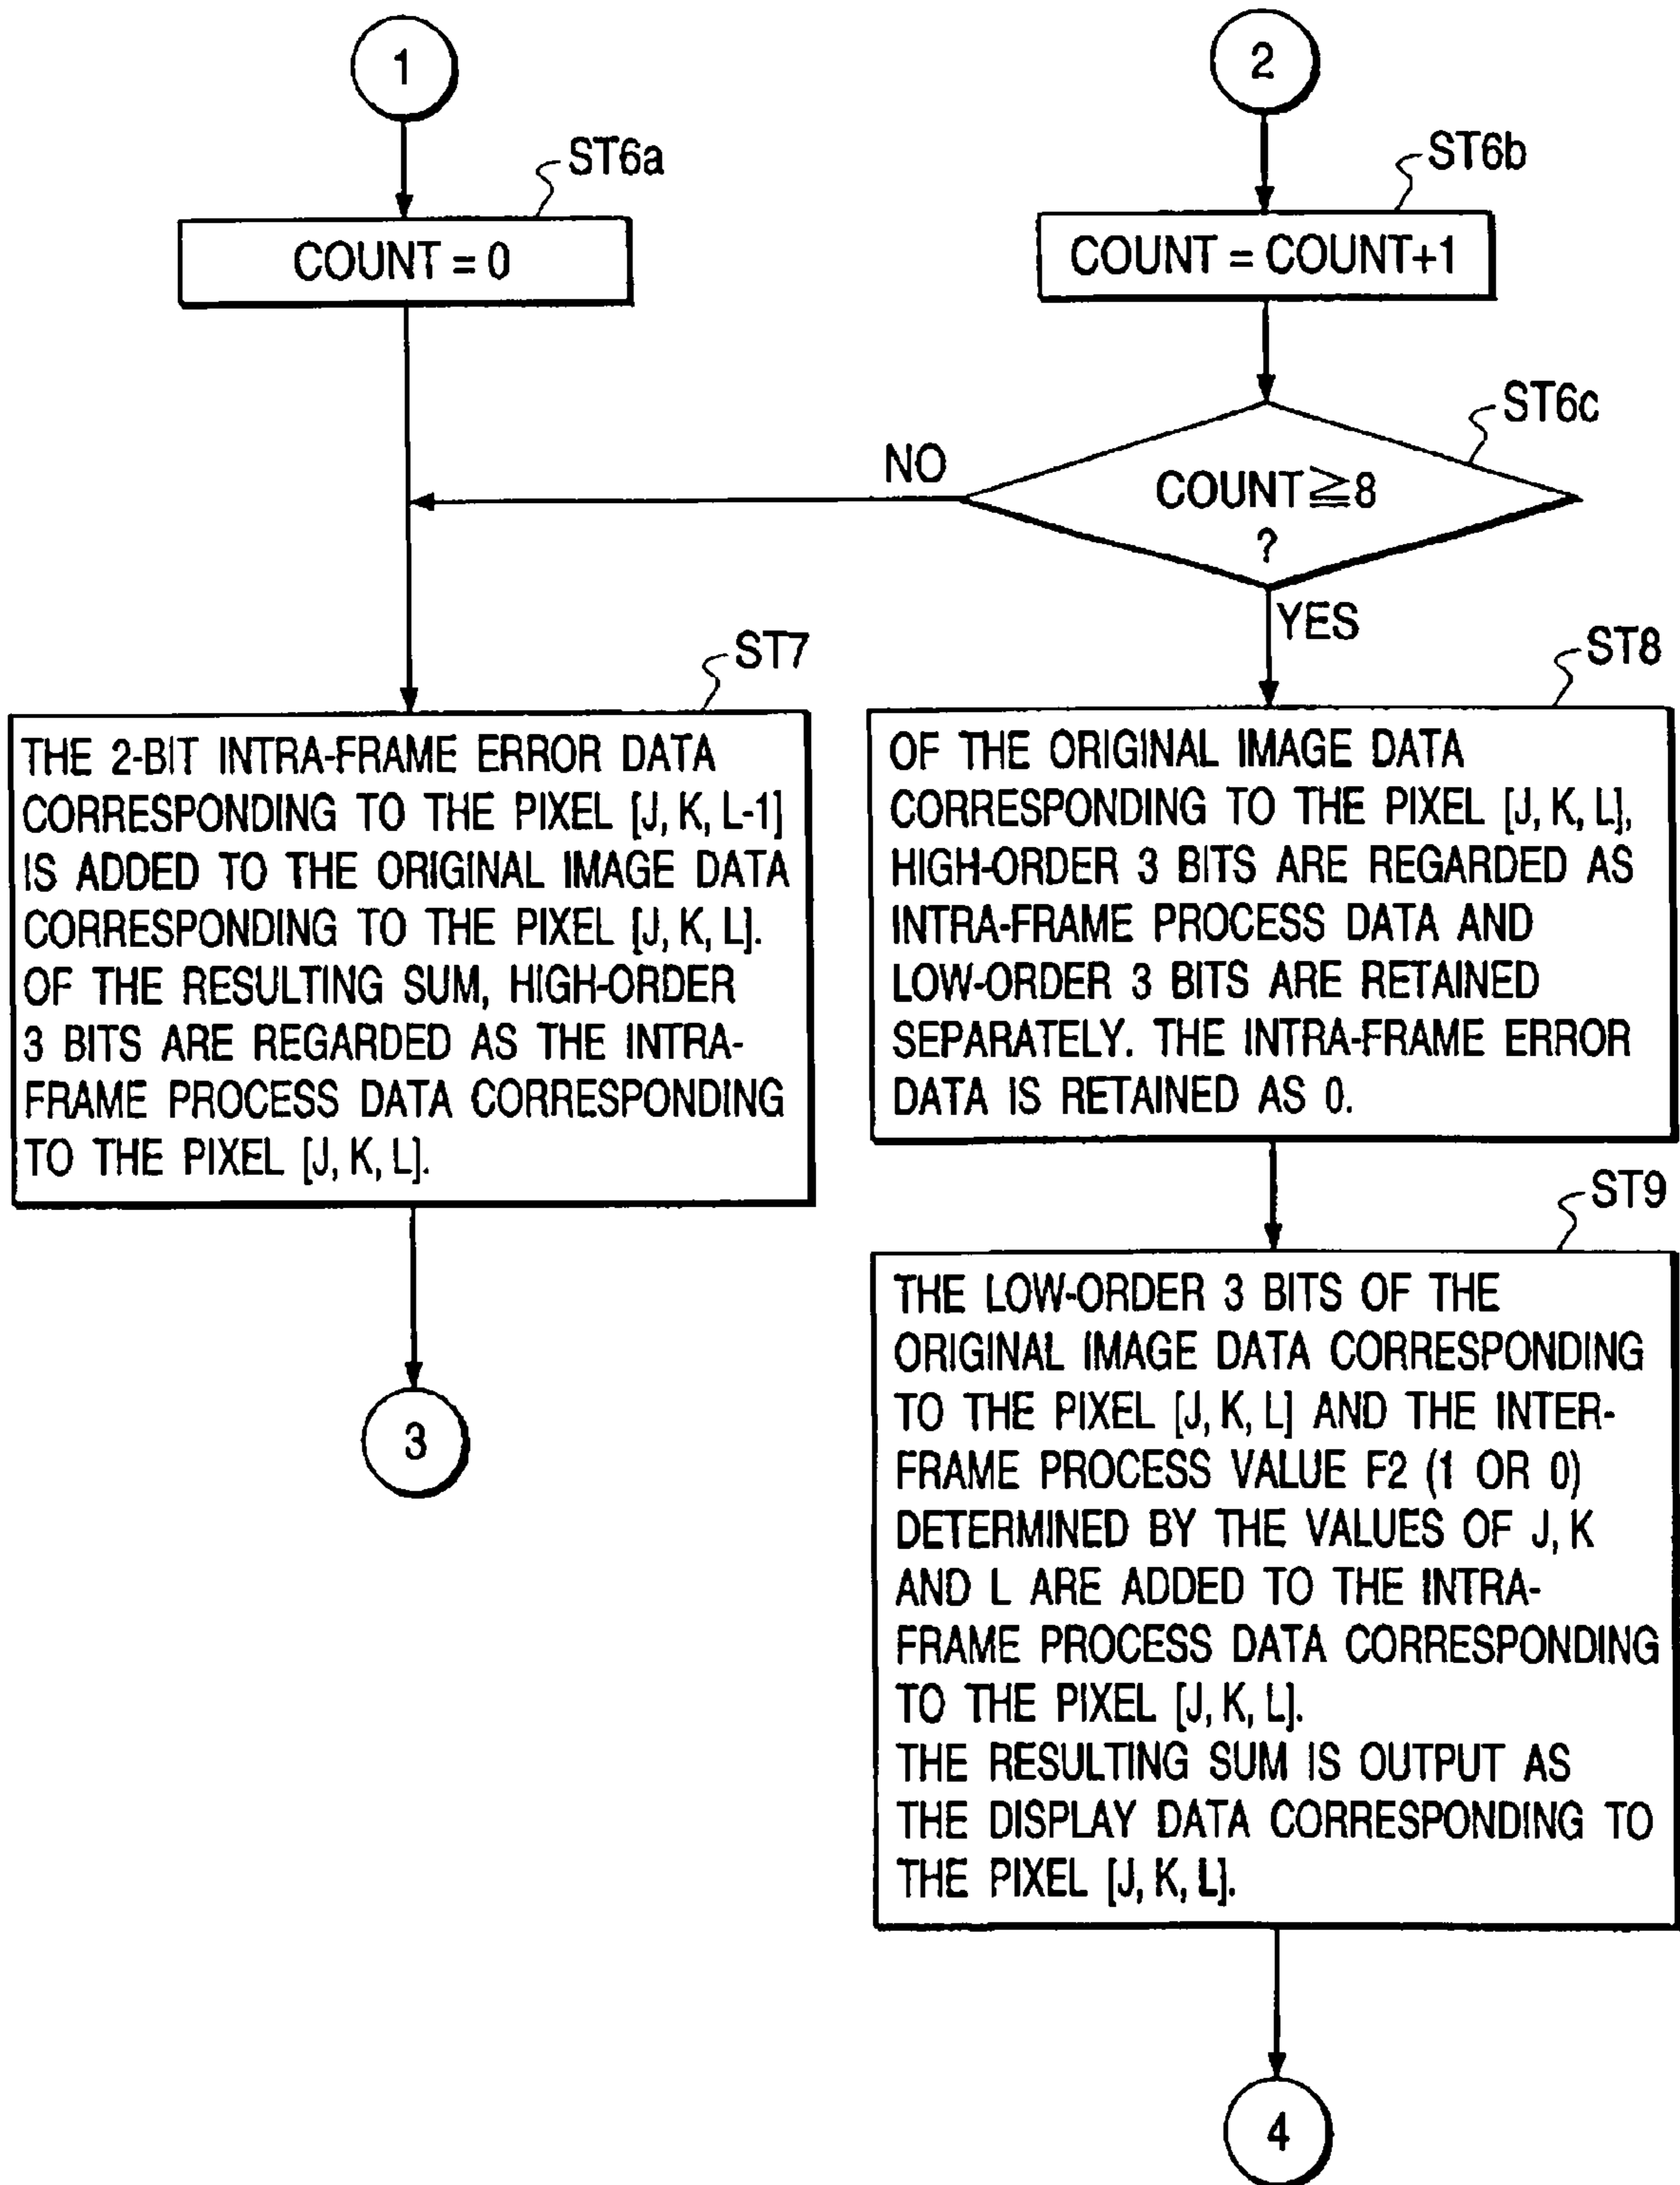 1
2
ST6a
ST6b
COUNT = 0
COUNT = COUNT+1
ST6c
NO
COUNT≧8
?
YES
ST7
THE 2-BIT INTRA-FRAME ERROR DATA
CORRESPONDING TO THE PIXEL [J, K, L-1]
IS ADDED TO THE ORIGINAL IMAGE DATA
CORRESPONDING TO THE PIXEL [J, K, L].
OF THE RESULTING SUM, HIGH-ORDER
3 BITS ARE REGARDED AS THE INTRA-
FRAME PROCESS DATA CORRESPONDING
TO THE PIXEL [J, K, L].
3
ST8
OF THE ORIGINAL IMAGE DATA
CORRESPONDING TO THE PIXEL [J, K, L],
HIGH-ORDER 3 BITS ARE REGARDED AS
INTRA-FRAME PROCESS DATA AND
LOW-ORDER 3 BITS ARE RETAINED
SEPARATELY. THE INTRA-FRAME ERROR
DATA IS RETAINED AS 0.
ST9
THE LOW-ORDER 3 BITS OF THE
ORIGINAL IMAGE DATA CORRESPONDING
TO THE PIXEL [J, K, L] AND THE INTER-
FRAME PROCESS VALUE F2 (1 OR 0)
DETERMINED BY THE VALUES OF J, K
AND L ARE ADDED TO THE INTRA-
FRAME PROCESS DATA CORRESPONDING
TO THE PIXEL [J, K, L].
THE RESULTING SUM IS OUTPUT AS
THE DISPLAY DATA CORRESPONDING TO
THE PIXEL [J, K, L].
4